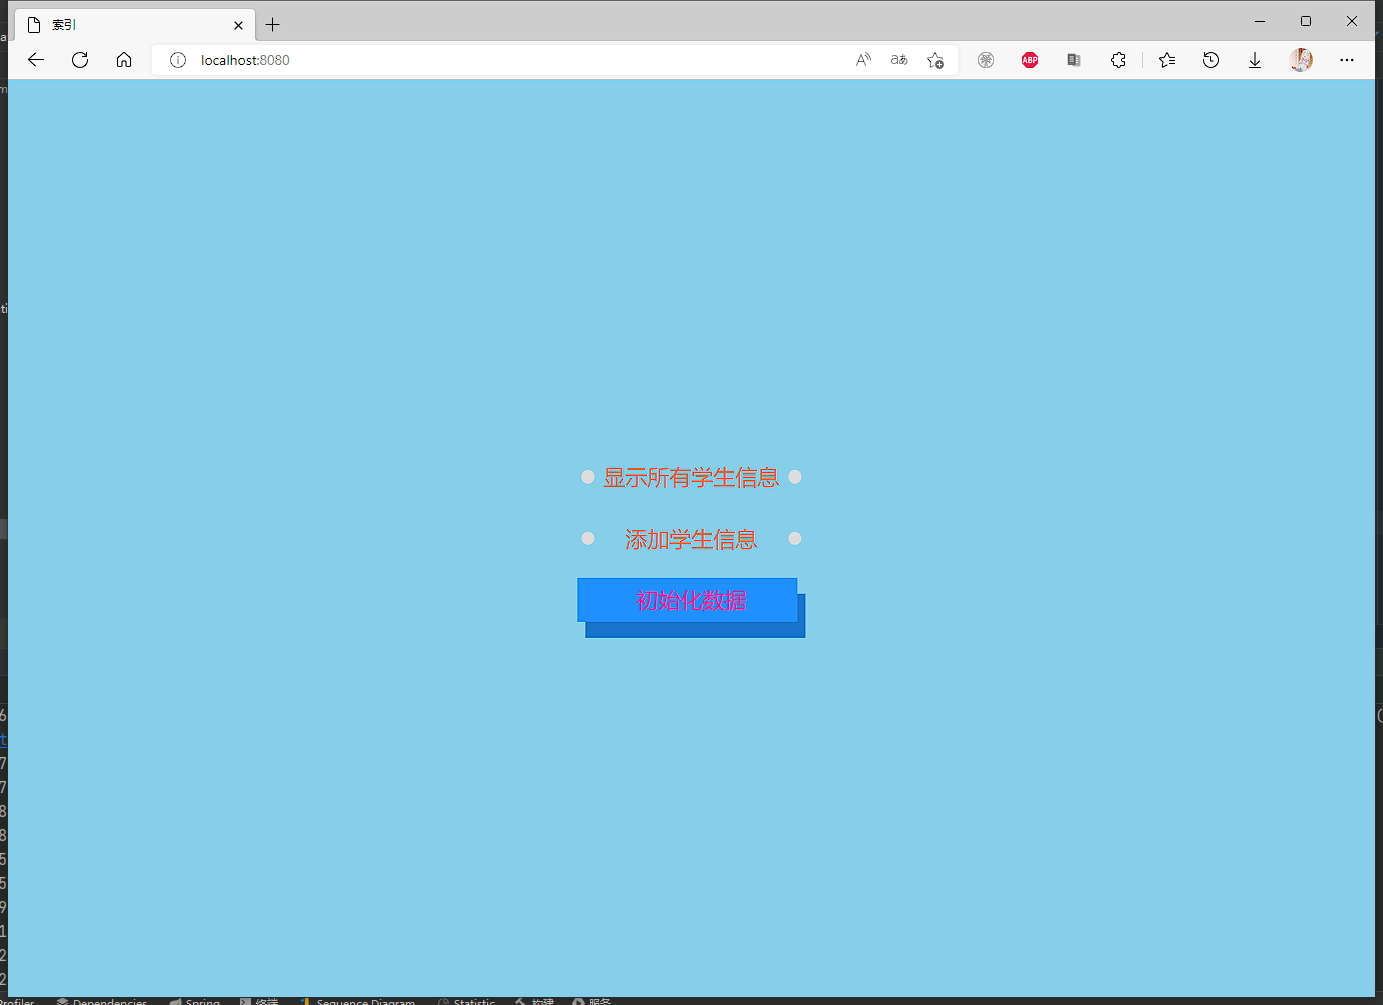 索引
localhost:8080
ABP
显示所有学生信息
添加学生信息
初始化数据
Profiler Dependencies Spring 终端 Sequence Diagram Statistic 构建 服务